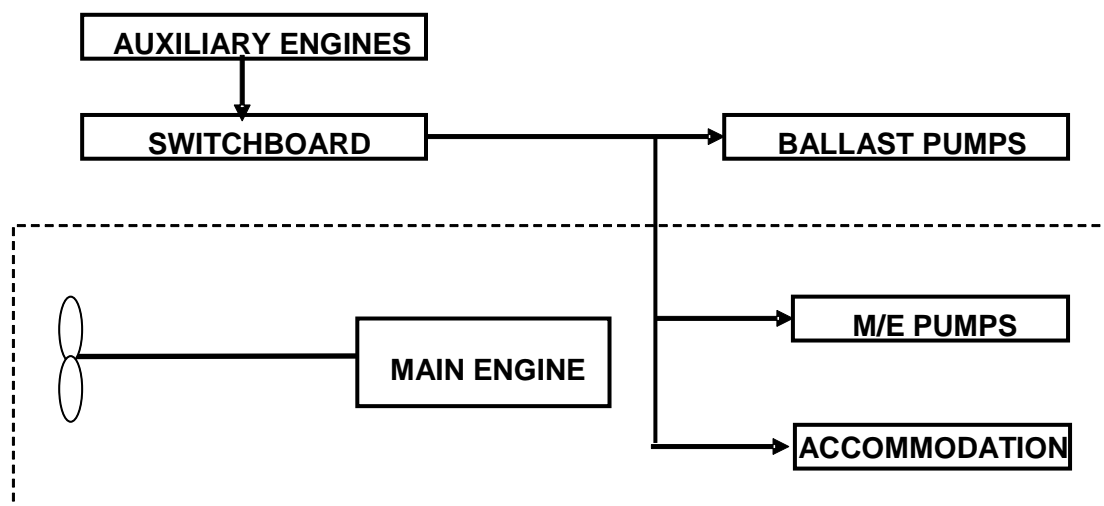 AUXILIARY ENGINES
SWITCHBOARD
BALLAST PUMPS
M/E PUMPS
MAIN ENGINE
ACCOMMODATION